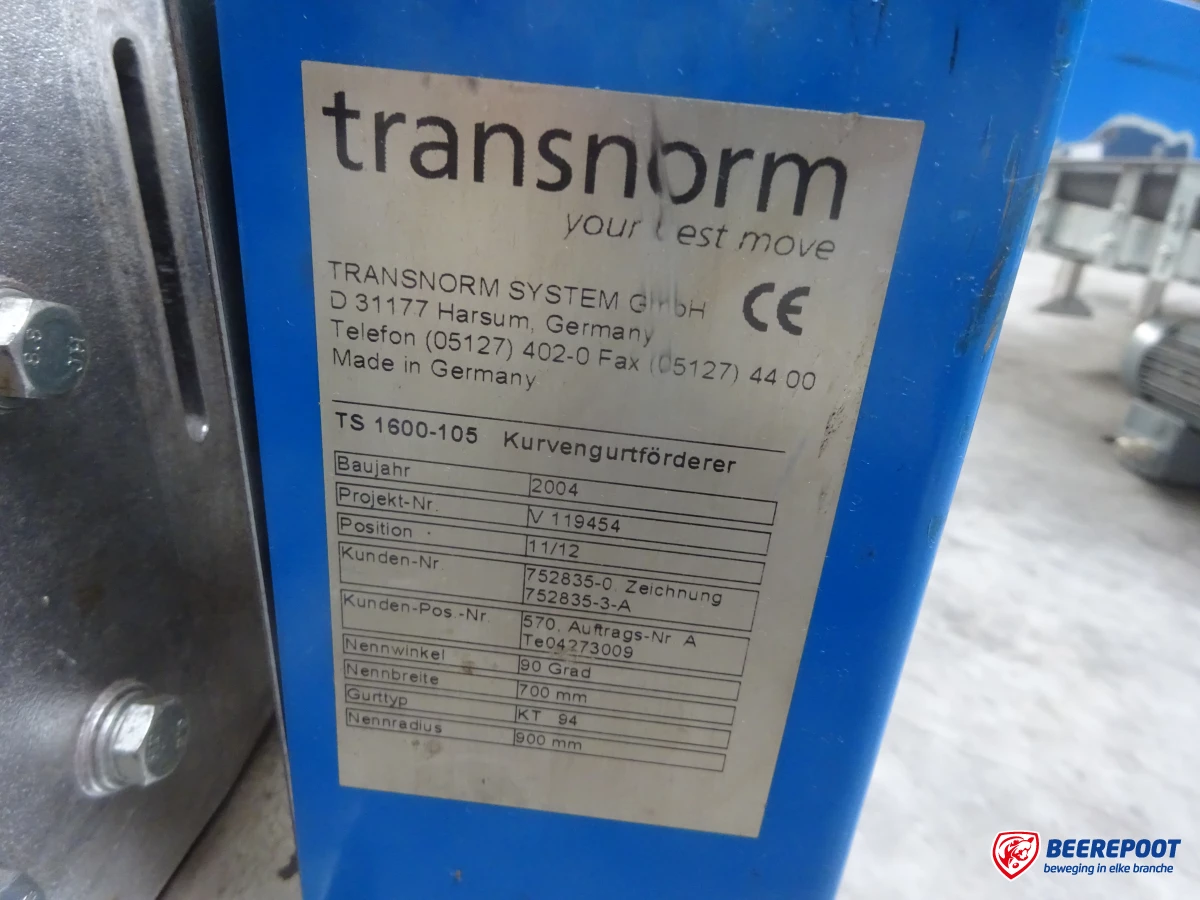 transnorm
your est move
TRANSNORM SYSTEM GmbH
D 31177 Harsum, Germany
Telefon (05127) 402-0 Fax (05127) 44 00
Made in Germany
CE
TS 1600-105 Kurvengurtförderer
Baujahr 2004
Projekt-Nr. V 119454
Position 11/12
Kunden-Nr. 752835-0, Zeichnung
752835-3-A
Kunden-Pos.-Nr. 570, Auftrags-Nr A
Te04273009
Nennwinkel 90 Grad
Nennbreite 700 mm
Gurttyp KT 94
Nennradius 900 mm
8.8
BEEREPOOT
beweging in elke branche